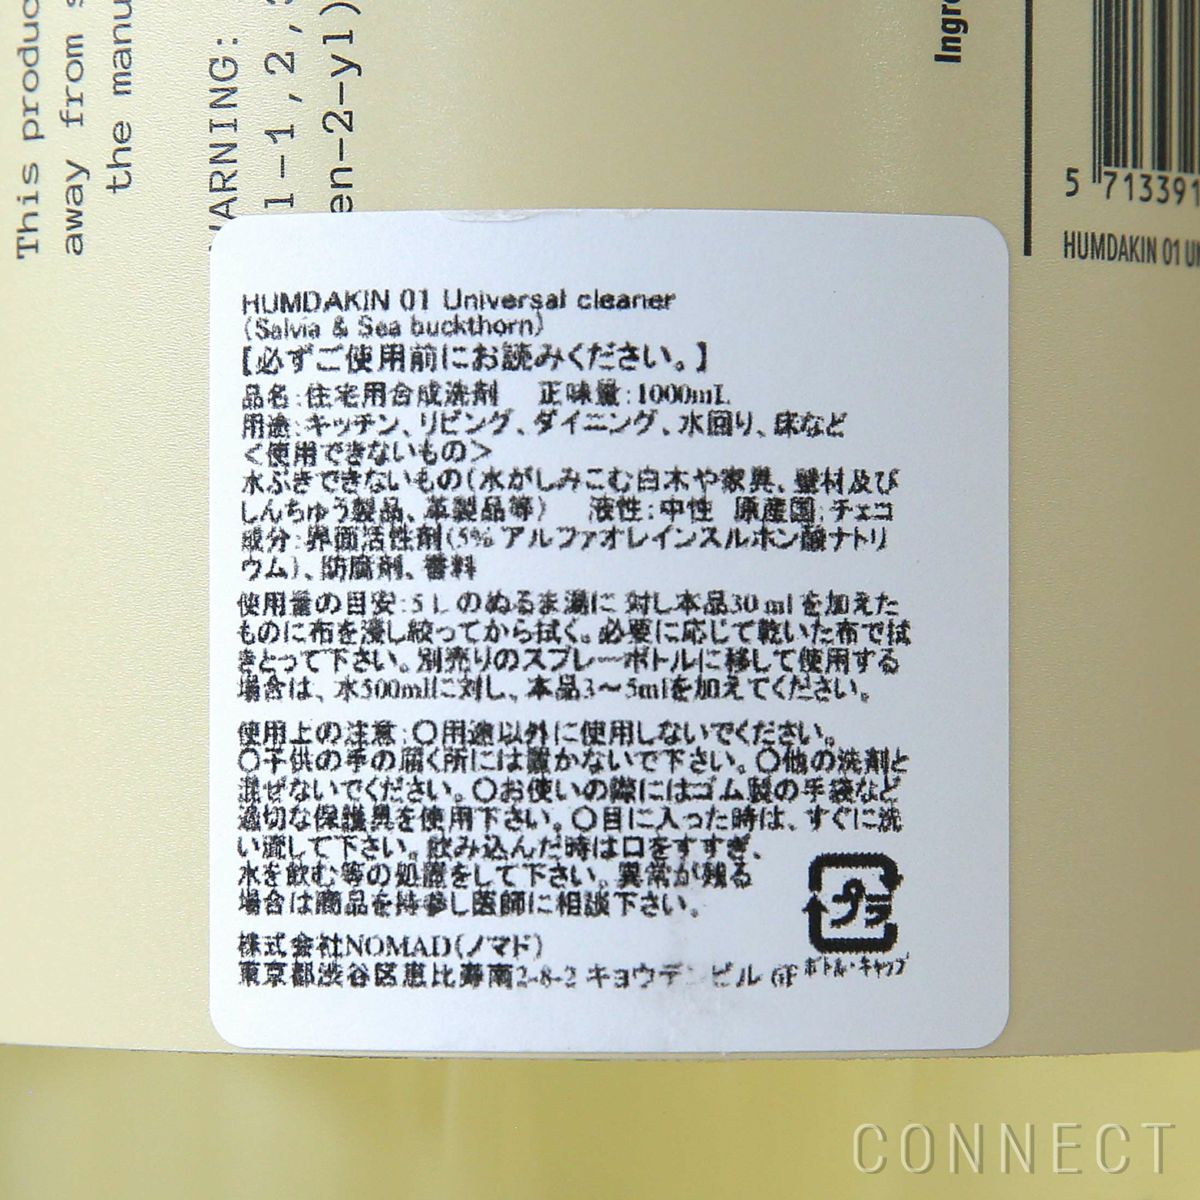 This produc
away from s
the manu
WARNING:
1-1,2,3
en-2-yl)
Ingre
5 713391
HUMDAKIN 01 UN
HUMDAKIN 01 Universal cleaner
(Salvia & Sea buckthorn)
【必ずご使用前にお読みください。】
品名:住宅用合成洗剤　正味量:1000mL
用途:キッチン、リビング、ダイニング、水回り、床など
＜使用できないもの＞
水ぶきできないもの(水がしみこむ白木や家具、壁材及び
しんちゅう製品、革製品等)　液性:中性　原産国:チェコ
成分:界面活性剤(5% アルファオレインスルホン酸ナトリ
ウム)、防腐剤、香料
使用量の目安:5Lのぬるま湯に対し本品30mlを加えた
ものに布を浸し絞ってから拭く。必要に応じて乾いた布で拭
きとって下さい。別売りのスプレーボトルに移して使用する
場合は、水500mlに対し、本品3～5mlを加えてください。
使用上の注意:〇用途以外に使用しないでください。
〇子供の手の届く所には置かないで下さい。〇他の洗剤と
混ぜないでください。〇お使いの際にはゴム製の手袋など
適切な保護具を使用下さい。〇目に入った時は、すぐに洗
い流して下さい。飲み込んだ時は口をすすぎ、
水を飲む等の処置をして下さい。異常が残る
場合は商品を持参し医師に相談下さい。
株式会社NOMAD(ノマド)
東京都渋谷区恵比寿南2-8-2 キョウデンビル 6F
プラ
ボトル・キャップ
CONNECT